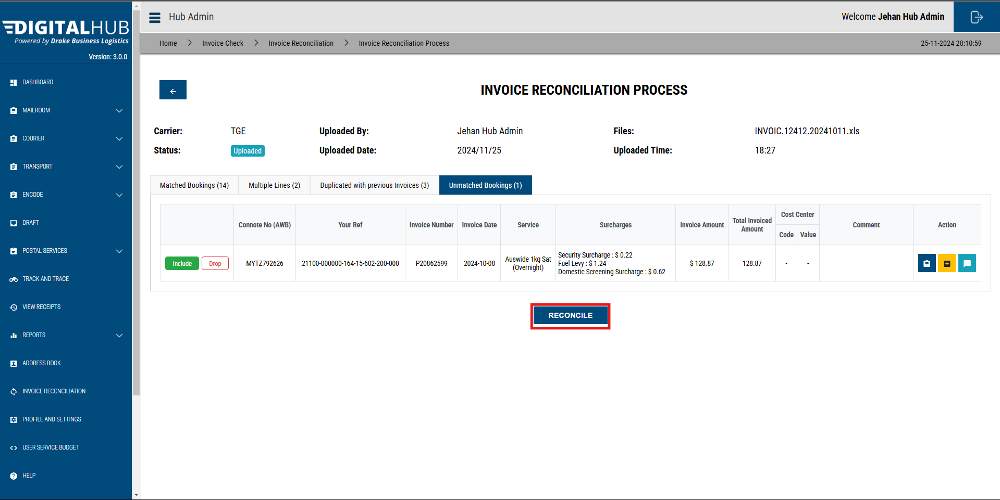 DIGITALHUB
Powered by Drake Business Logistics
Version: 3.0.0
DASHBOARD
MAILROOM
COURIER
TRANSPORT
ENCODE
DRAFT
POSTAL SERVICES
TRACK AND TRACE
VIEW RECEIPTS
REPORTS
ADDRESS BOOK
INVOICE RECONCILIATION
PROFILE AND SETTINGS
USER SERVICE BUDGET
HELP
Hub Admin
Welcome Jehan Hub Admin
Home > Invoice Check > Invoice Reconciliation > Invoice Reconciliation Process
25-11-2024 20:10:59
INVOICE RECONCILIATION PROCESS
Carrier: TGE Uploaded By: Jehan Hub Admin Files: INVOIC.12412.20241011.xls
Status: Uploaded Uploaded Date: 2024/11/25 Uploaded Time: 18:27
Matched Bookings (14) Multiple Lines (2) Duplicated with previous Invoices (3) Unmatched Bookings (1)
Connote No (AWB) Your Ref Invoice Number Invoice Date Service Surcharges Invoice Amount Total Invoiced Amount Cost Center Code Value Comment Action
Include Drop MYTZ792626 21100-000000-164-15-602-200-000 P20862599 2024-10-08 Auswide 1kg Sat (Overnight)
Security Surcharge : $ 0.22
Fuel Levy : $ 1.24
Domestic Screening Surcharge : $ 0.62
$ 128.87 128.87 - -
RECONCILE